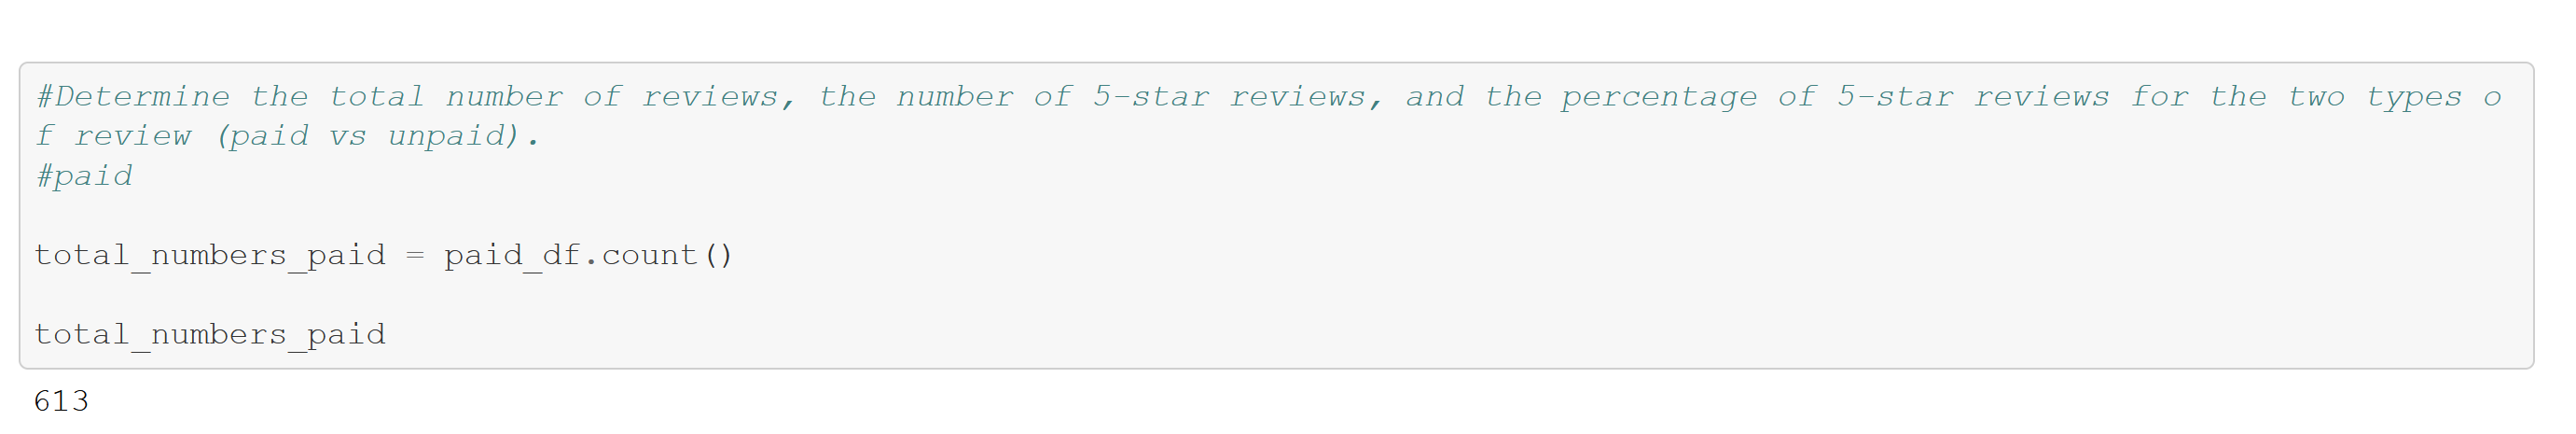 #Determine the total number of reviews, the number of 5-star reviews, and the percentage of 5-star reviews for the two types o
f review (paid vs unpaid).
#paid
total_numbers_paid = paid_df.count()
total_numbers_paid
613